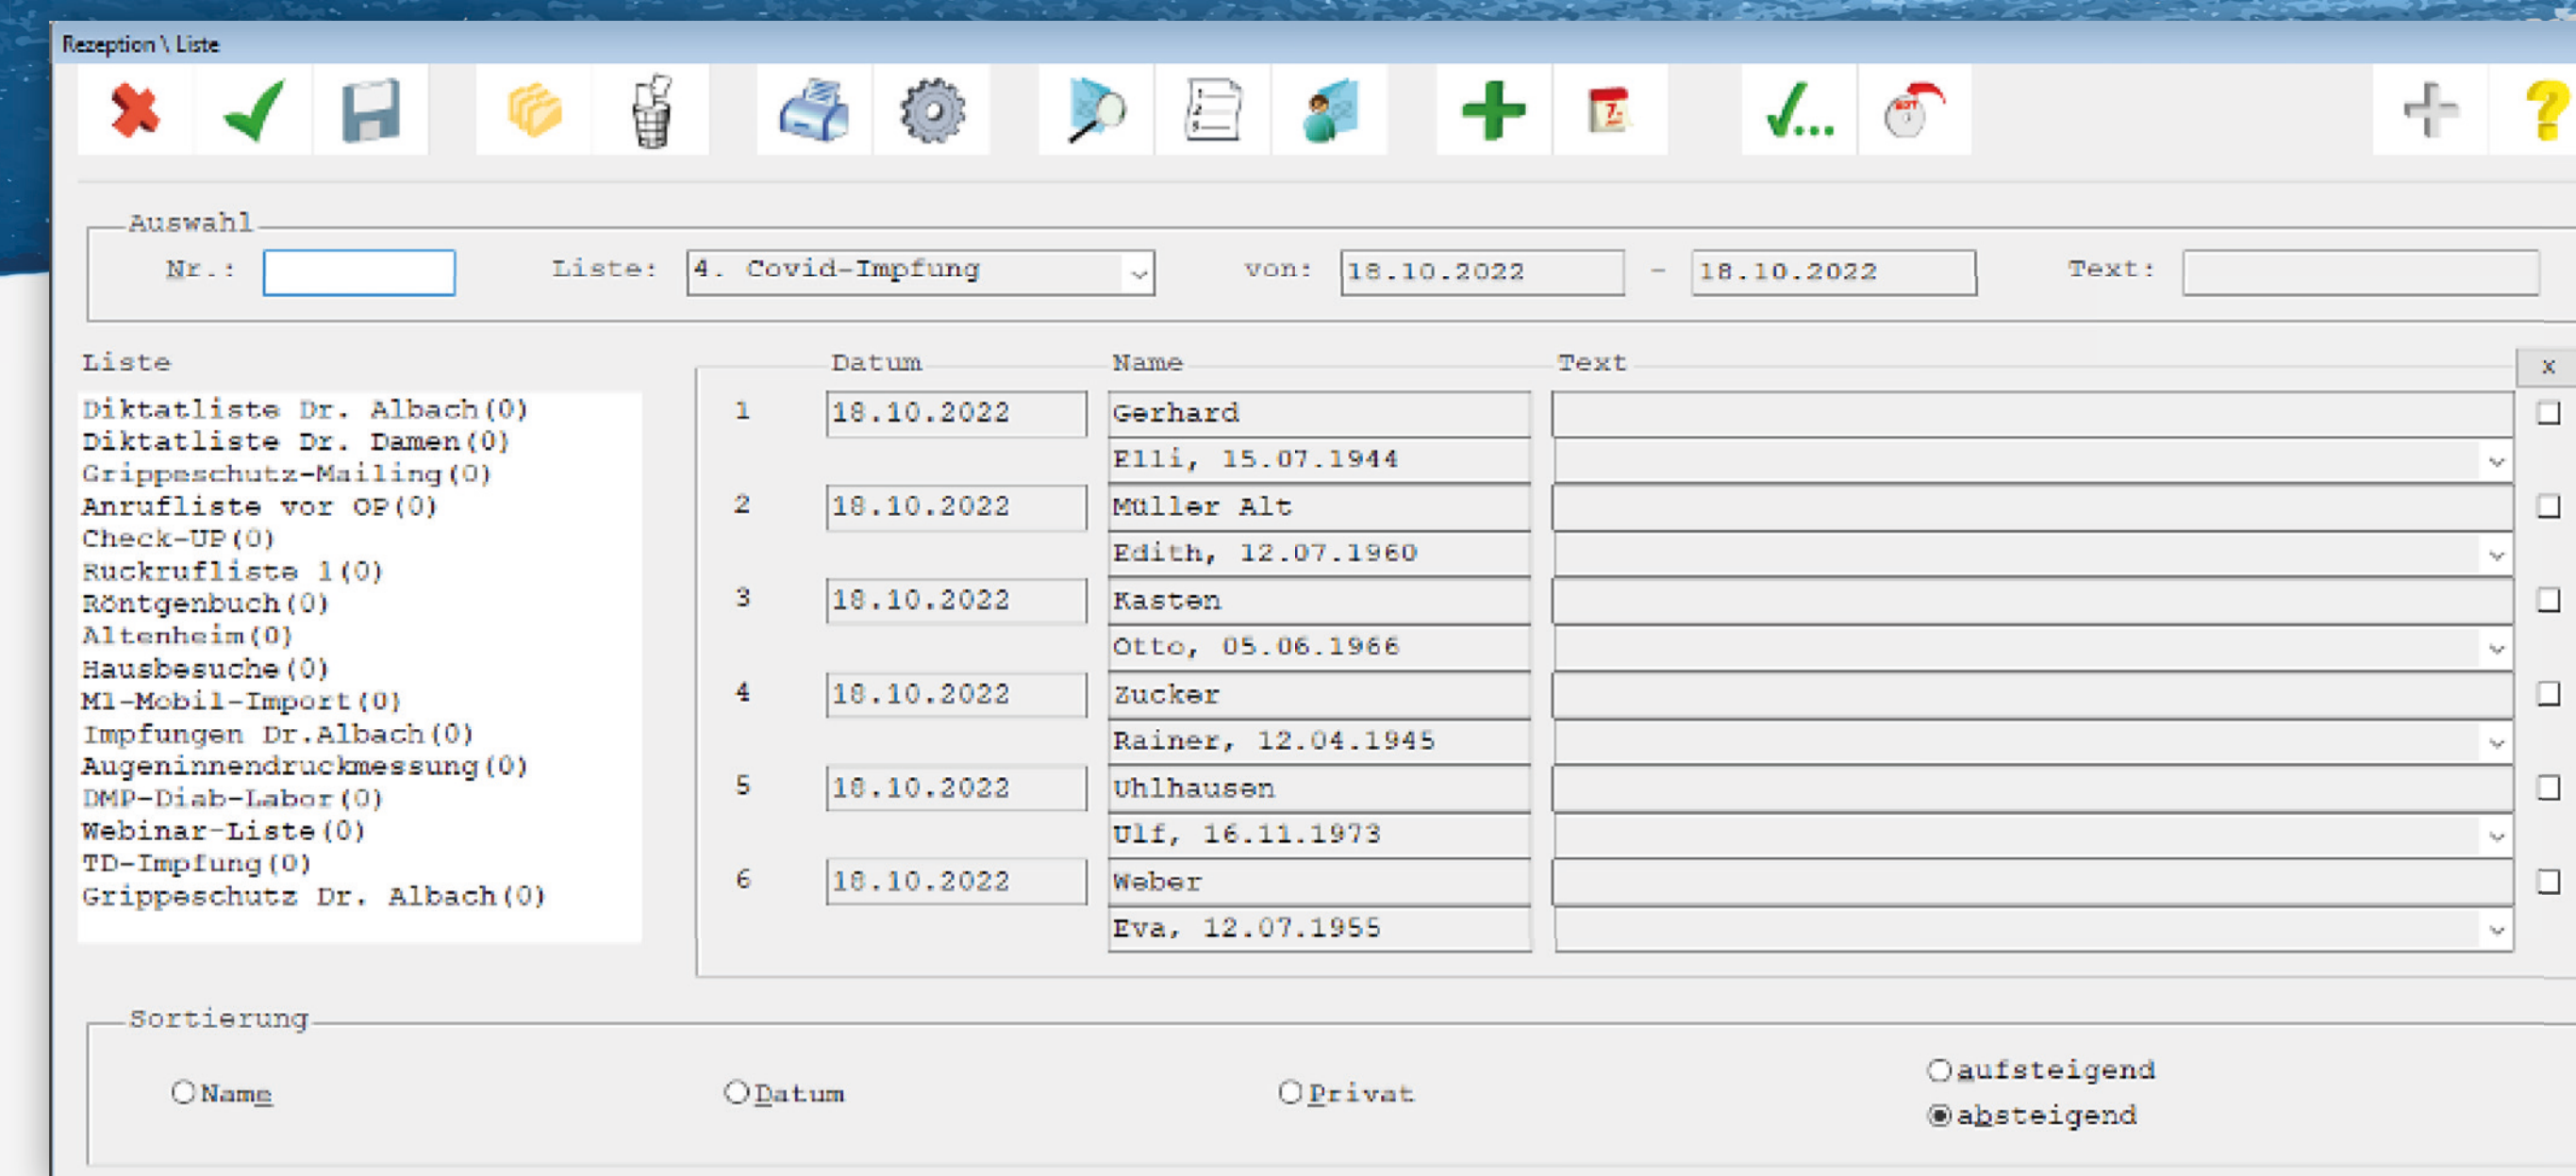 Rezeption \ Liste
Auswahl
Nr.: Liste: 4. Covid-Impfung von: 18.10.2022 - 18.10.2022 Text:
Liste Datum Name Text x
Diktatliste Dr. Albach(0)
Diktatliste Dr. Damen(0)
Grippeschutz-Mailing(0)
Anrufliste vor OP(0)
Check-UP(0)
Rückrufliste 1(0)
Röntgenbuch(0)
Altenheim(0)
Hausbesuche(0)
M1-Mobil-Import(0)
Impfungen Dr.Albach(0)
Augeninnendruckmessung(0)
DMP-Diab-Labor(0)
Webinar-Liste(0)
TD-Impfung(0)
Grippeschutz Dr. Albach(0)
1 18.10.2022 Gerhard
Elli, 15.07.1944
2 18.10.2022 Müller Alt
Edith, 12.07.1960
3 18.10.2022 Kasten
Otto, 05.06.1966
4 18.10.2022 Zucker
Rainer, 12.04.1945
5 18.10.2022 Uhlhausen
Ulf, 16.11.1973
6 18.10.2022 Weber
Eva, 12.07.1955
Sortierung
Name Datum Privat aufsteigend
absteigend